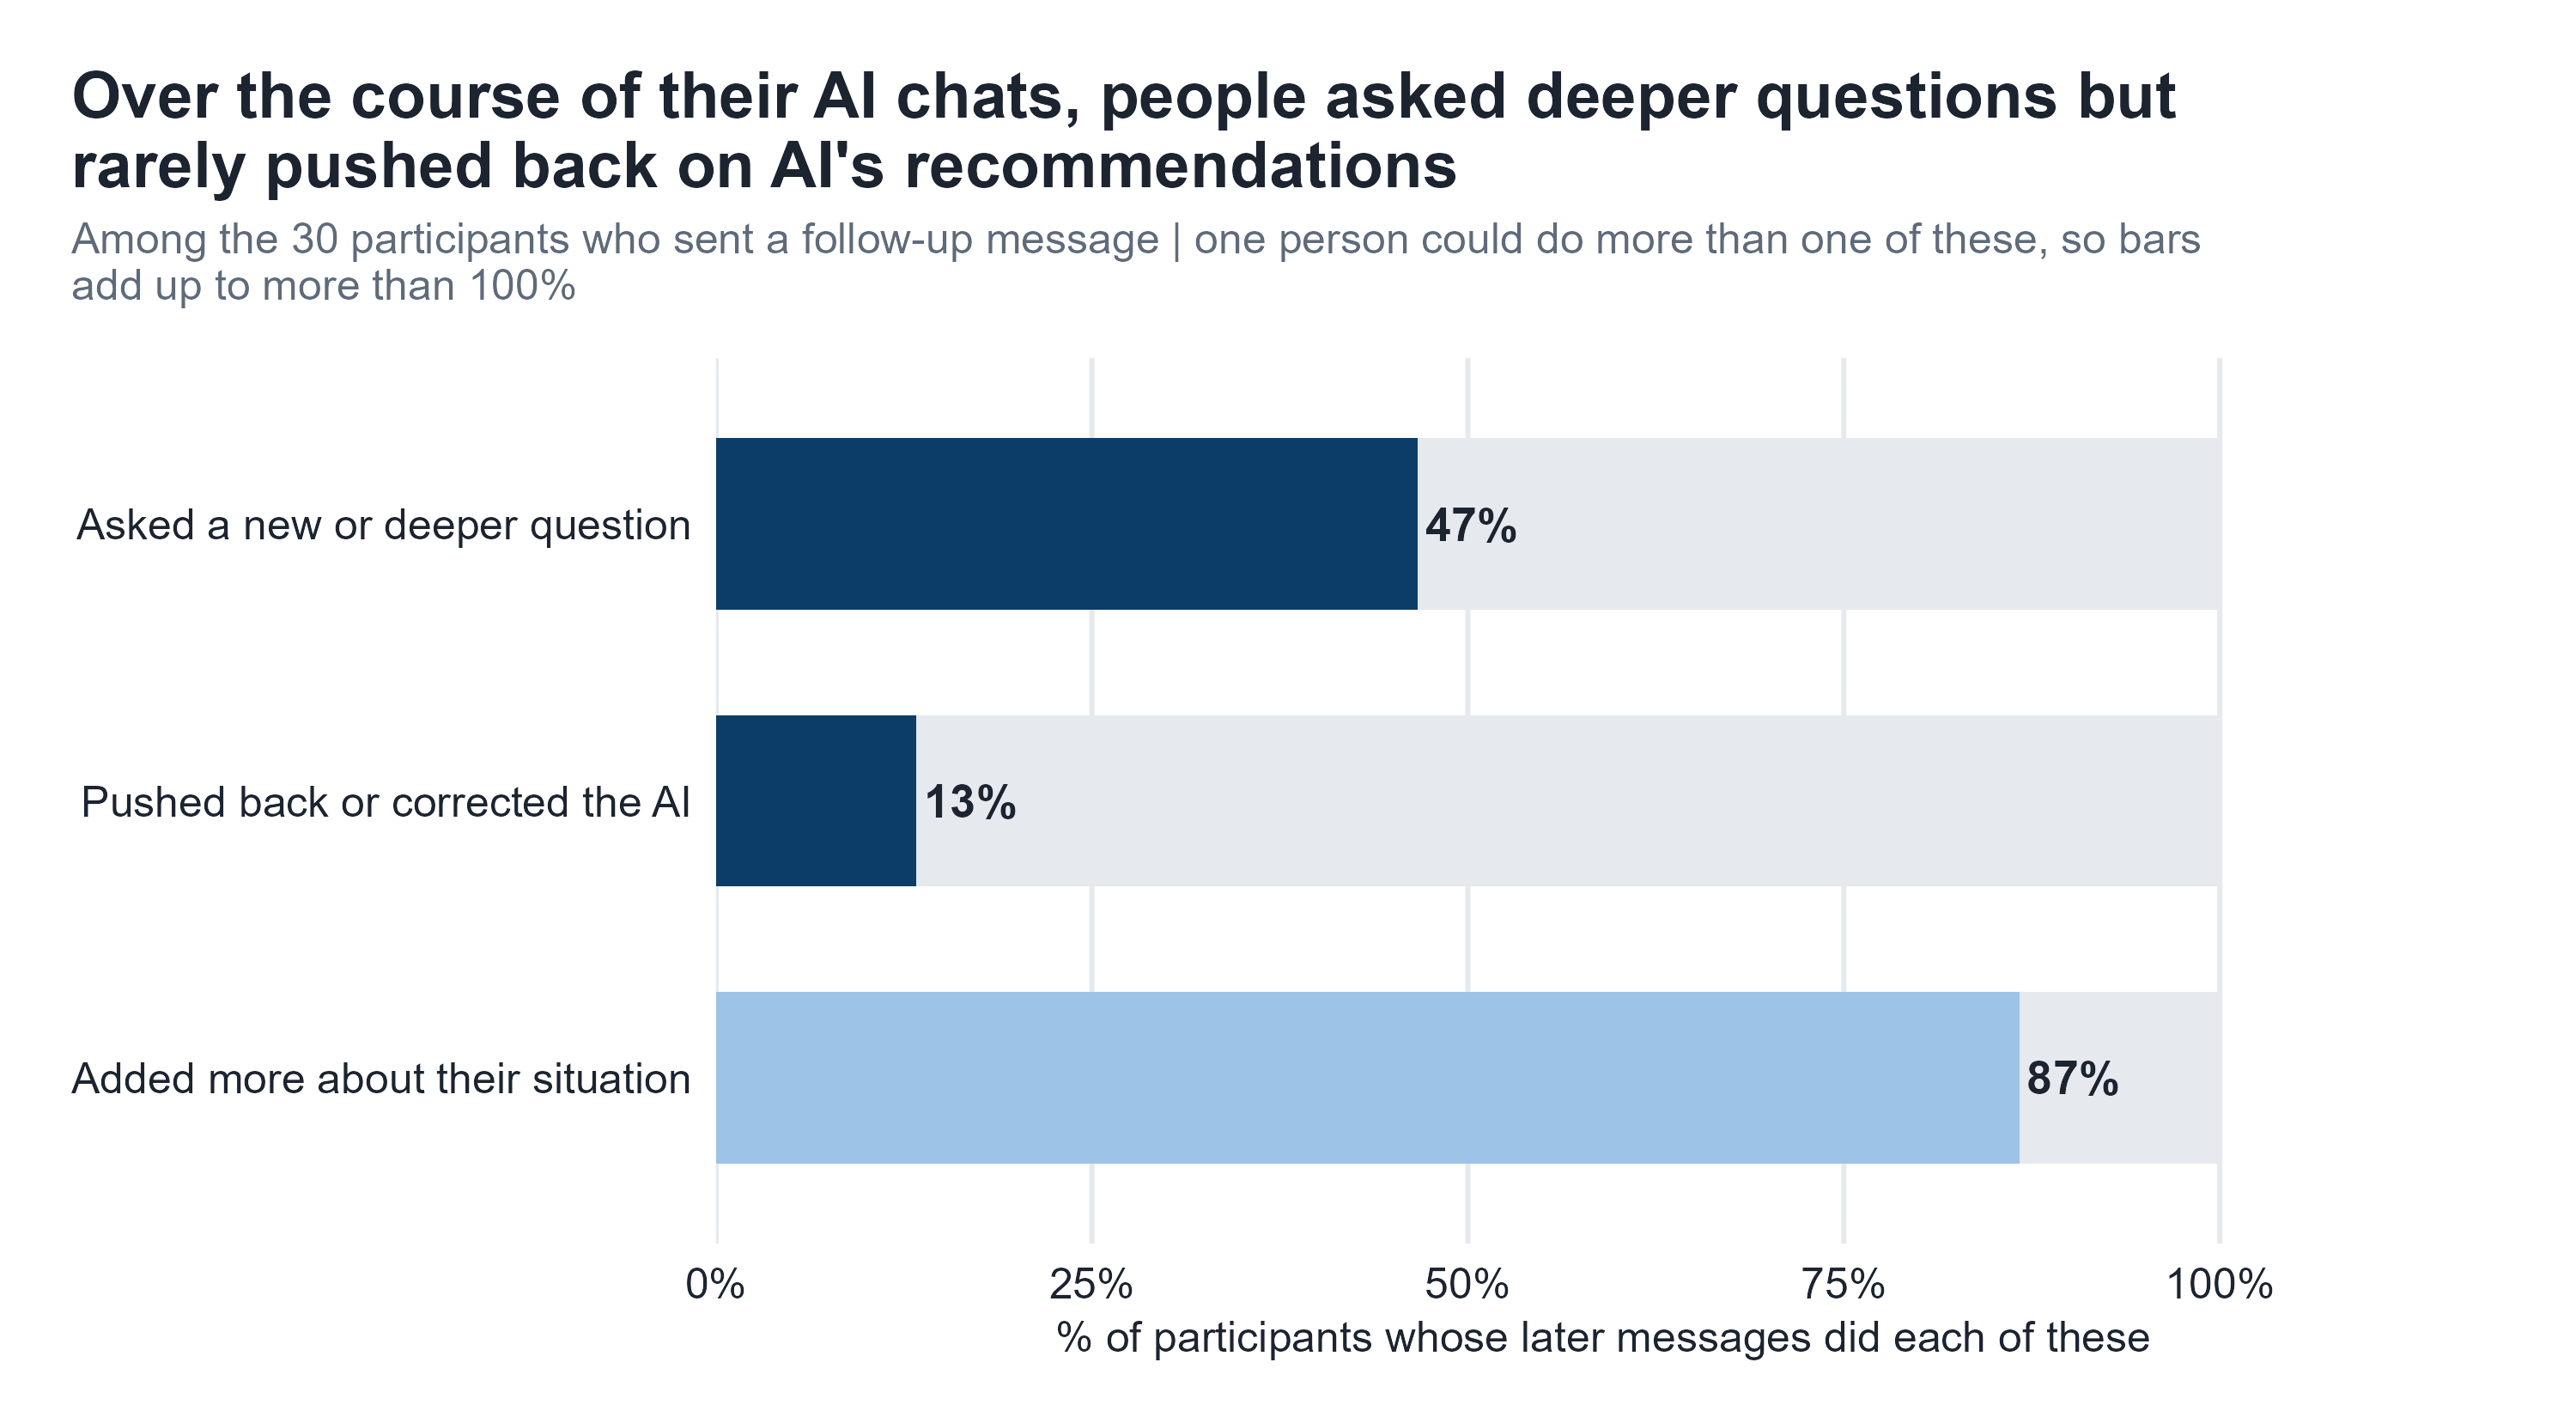 Over the course of their AI chats, people asked deeper questions but
rarely pushed back on AI's recommendations
Among the 30 participants who sent a follow-up message | one person could do more than one of these, so bars
add up to more than 100%
Asked a new or deeper question
47%
Pushed back or corrected the AI
13%
Added more about their situation
87%
0% 25% 50% 75% 100%
% of participants whose later messages did each of these